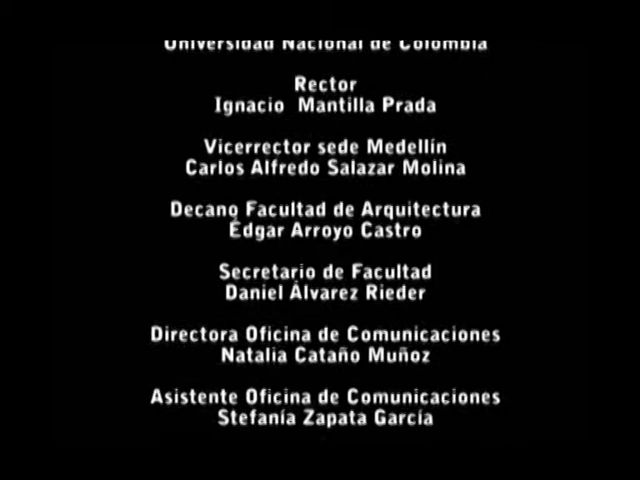 Universidad Nacional de Colombia
Rector
Ignacio Mantilla Prada
Vicerrector sede Medellín
Carlos Alfredo Salazar Molina
Decano Facultad de Arquitectura
Édgar Arroyo Castro
Secretario de Facultad
Daniel Álvarez Rieder
Directora Oficina de Comunicaciones
Natalia Cataño Muñoz
Asistente Oficina de Comunicaciones
Stefanía Zapata García